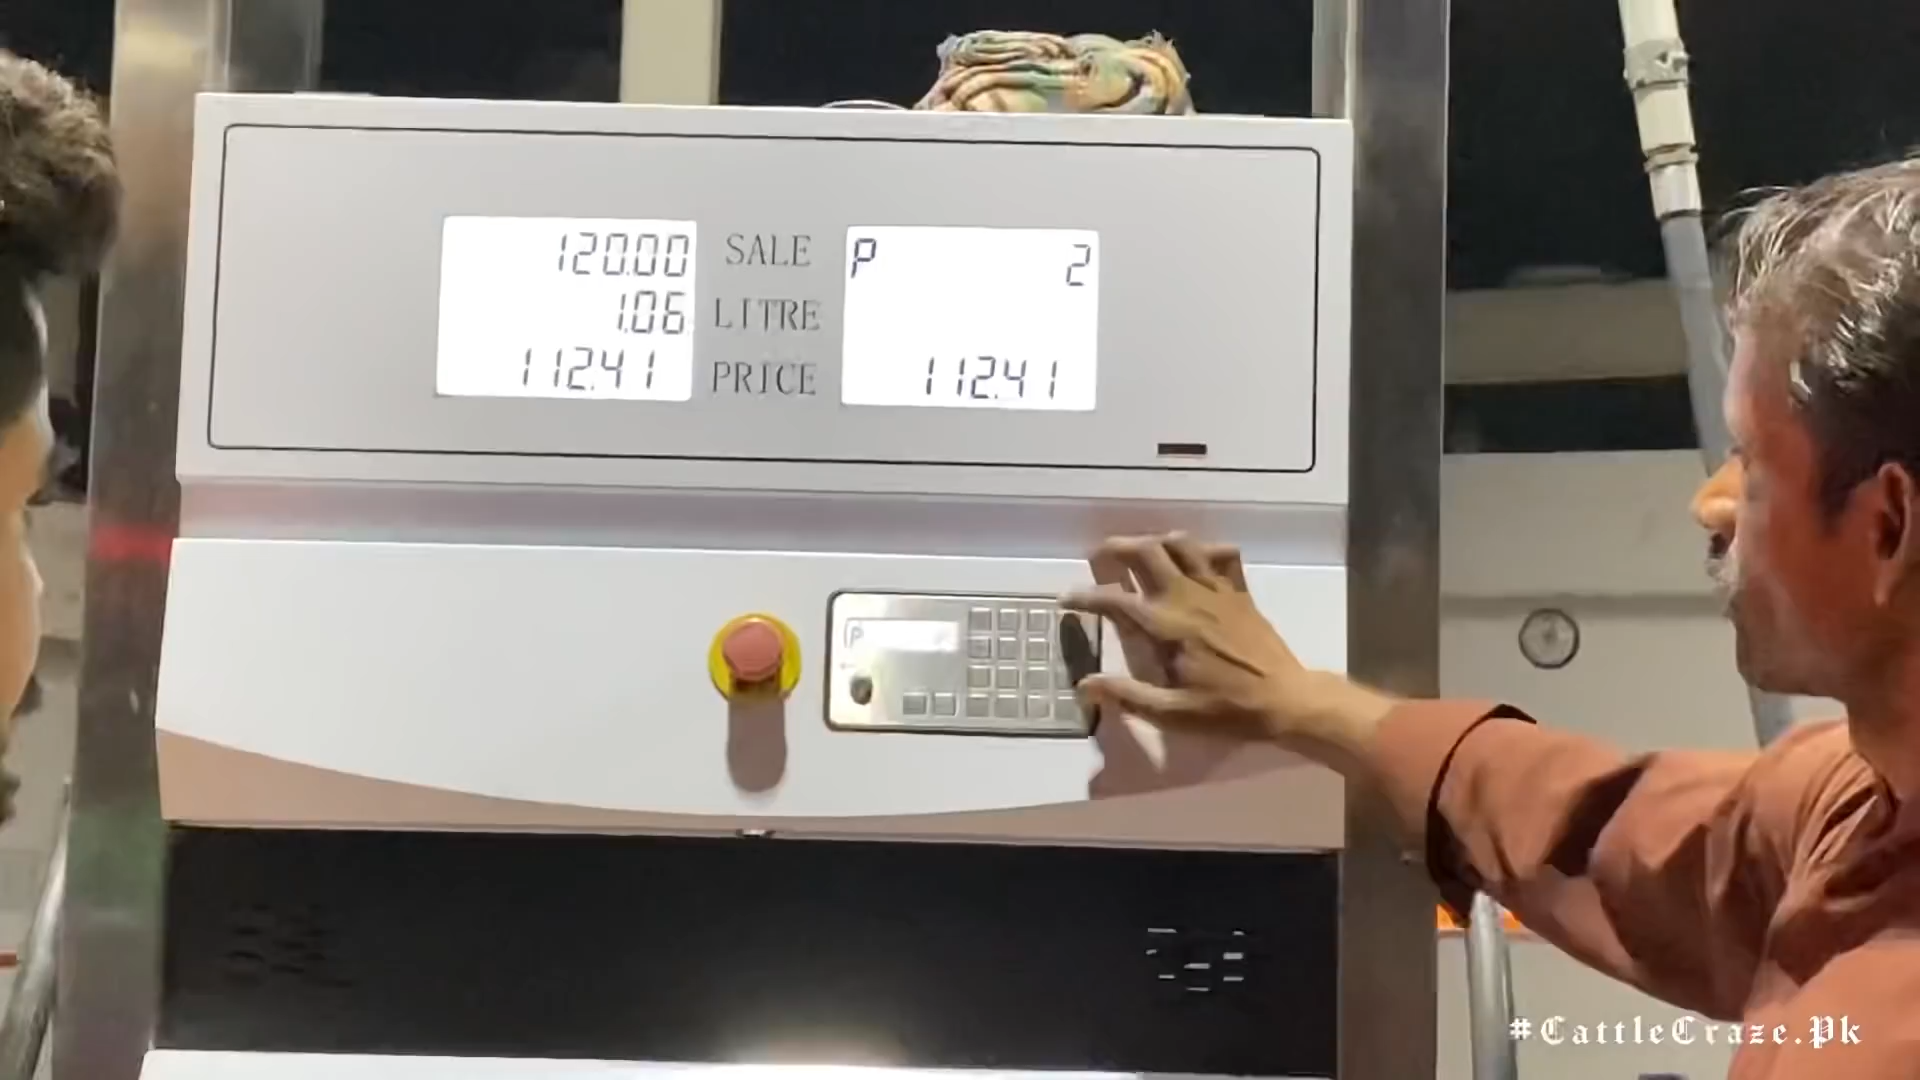 120.00 SALE P 2
1.06 LITRE
112.41 PRICE 112.41
P
#CattleCraze.Pk